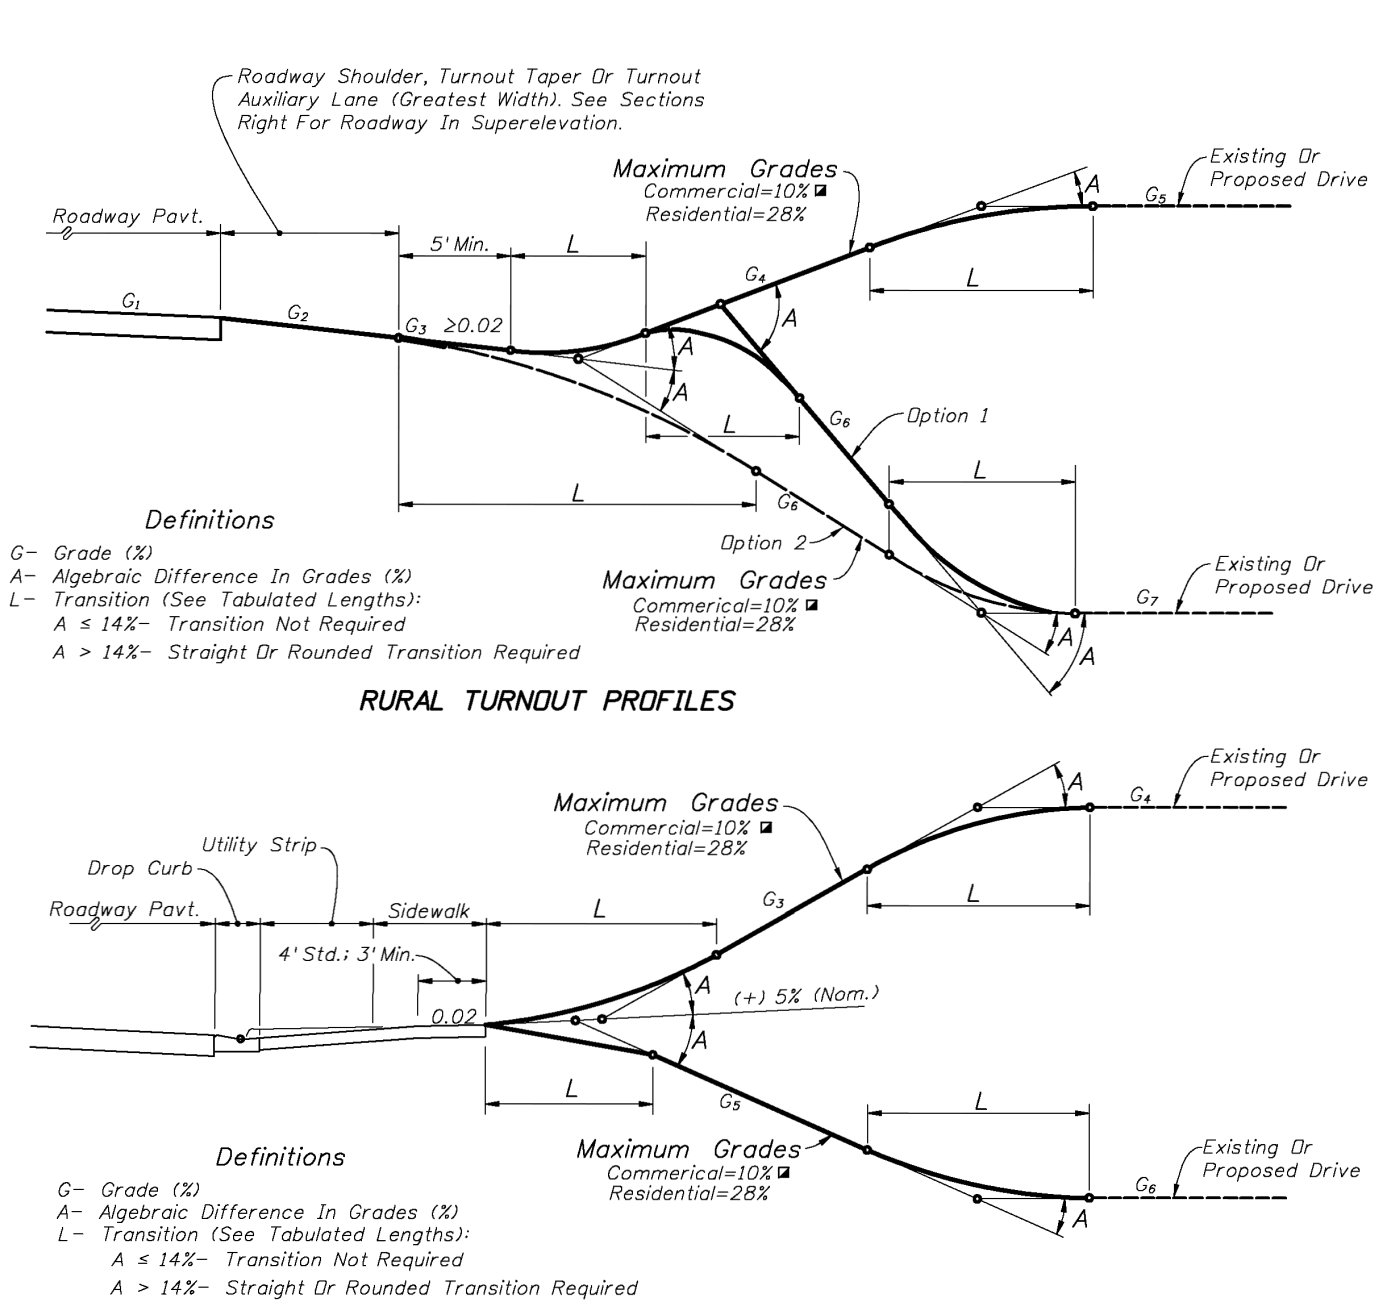 Roadway Shoulder, Turnout Taper Or Turnout
Auxiliary Lane (Greatest Width). See Sections
Right For Roadway In Superelevation.
Maximum Grades
Commercial=10%
Residential=28%
Existing Or
Proposed Drive
A
G5
Roadway Pavt.
5' Min.
L
G4
L
G1
G2
G3 ≥0.02
A
A
A
L
G6
Option 1
L
L
G6
Option 2
Maximum Grades
Commerical=10%
Residential=28%
Existing Or
Proposed Drive
G7
A
A
Definitions
G- Grade (%)
A- Algebraic Difference In Grades (%)
L- Transition (See Tabulated Lengths):
A ≤ 14%- Transition Not Required
A > 14%- Straight Or Rounded Transition Required
RURAL TURNOUT PROFILES
Existing Or
Proposed Drive
A
G4
Maximum Grades
Commercial=10%
Residential=28%
Utility Strip
Drop Curb
Roadway Pavt.
Sidewalk
L
G3
L
4' Std.; 3' Min.
A
(+) 5% (Nom.)
0.02
A
L
G5
L
Maximum Grades
Commerical=10%
Residential=28%
Existing Or
Proposed Drive
G6
A
Definitions
G- Grade (%)
A- Algebraic Difference In Grades (%)
L- Transition (See Tabulated Lengths):
A ≤ 14%- Transition Not Required
A > 14%- Straight Or Rounded Transition Required